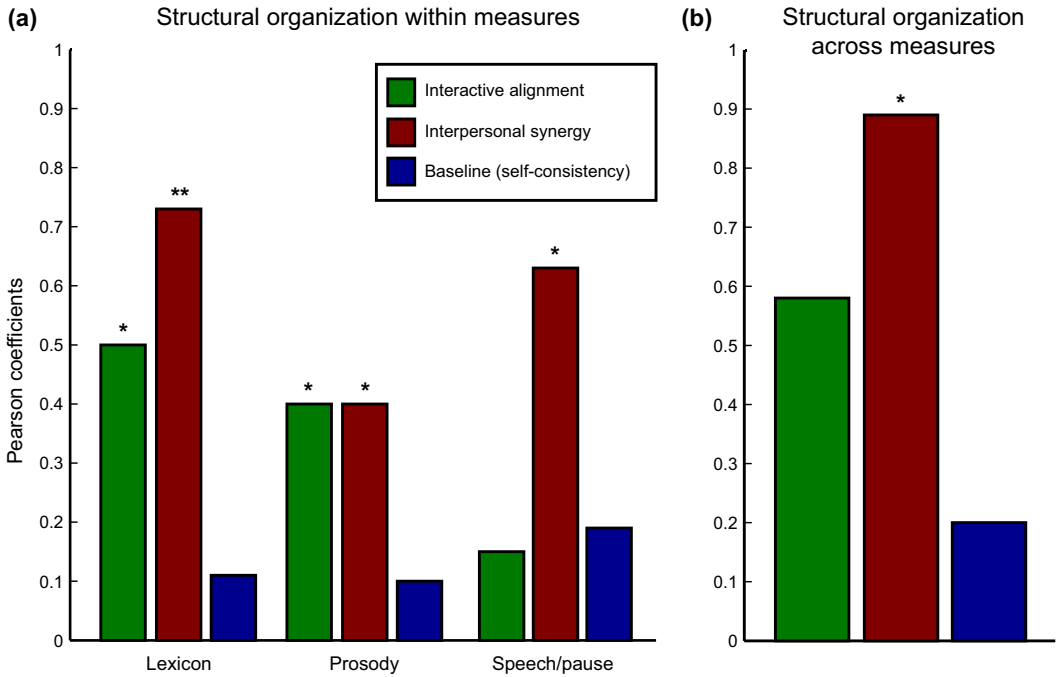 (a)
Structural organization within measures
Pearson coefficients
1
0.9
0.8
0.7
0.6
0.5
0.4
0.3
0.2
0.1
0
Interactive alignment
Interpersonal synergy
Baseline (self-consistency)
*
**
*
*
*
Lexicon
Prosody
Speech/pause
(b)
Structural organization
across measures
1
0.9
0.8
0.7
0.6
0.5
0.4
0.3
0.2
0.1
0
*